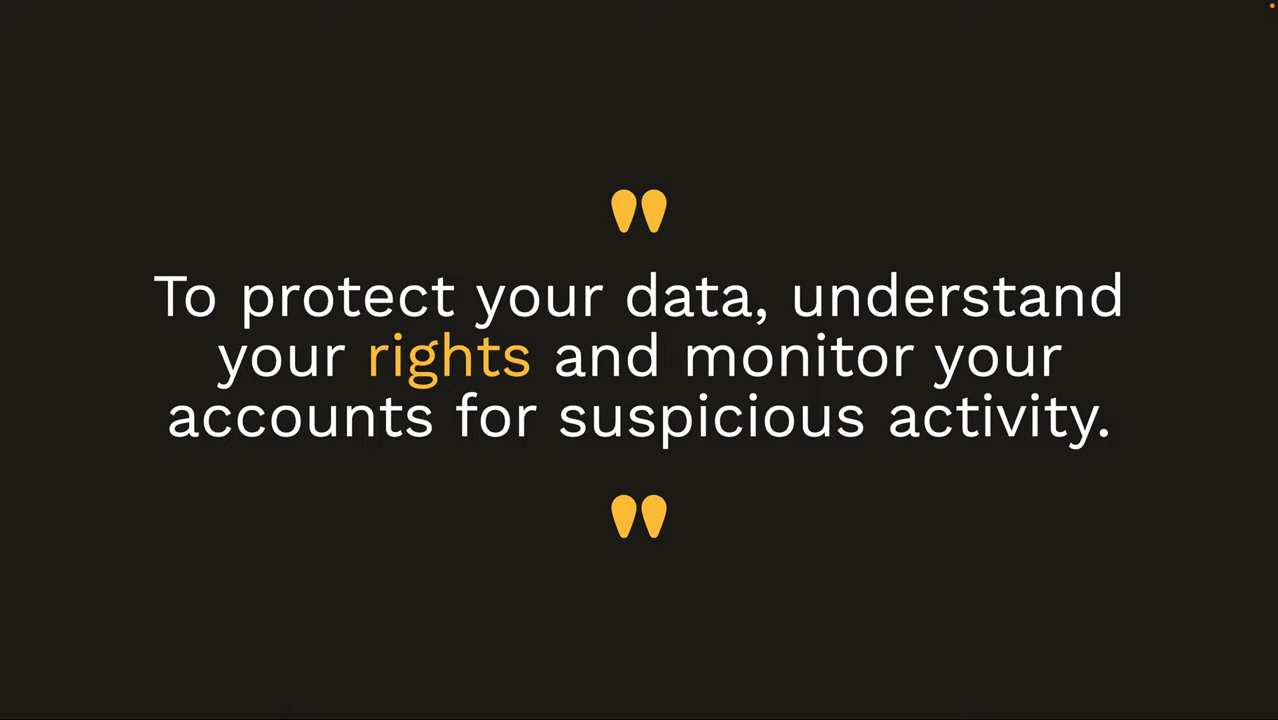 "
To protect your data, understand
your rights and monitor your
accounts for suspicious activity.
"